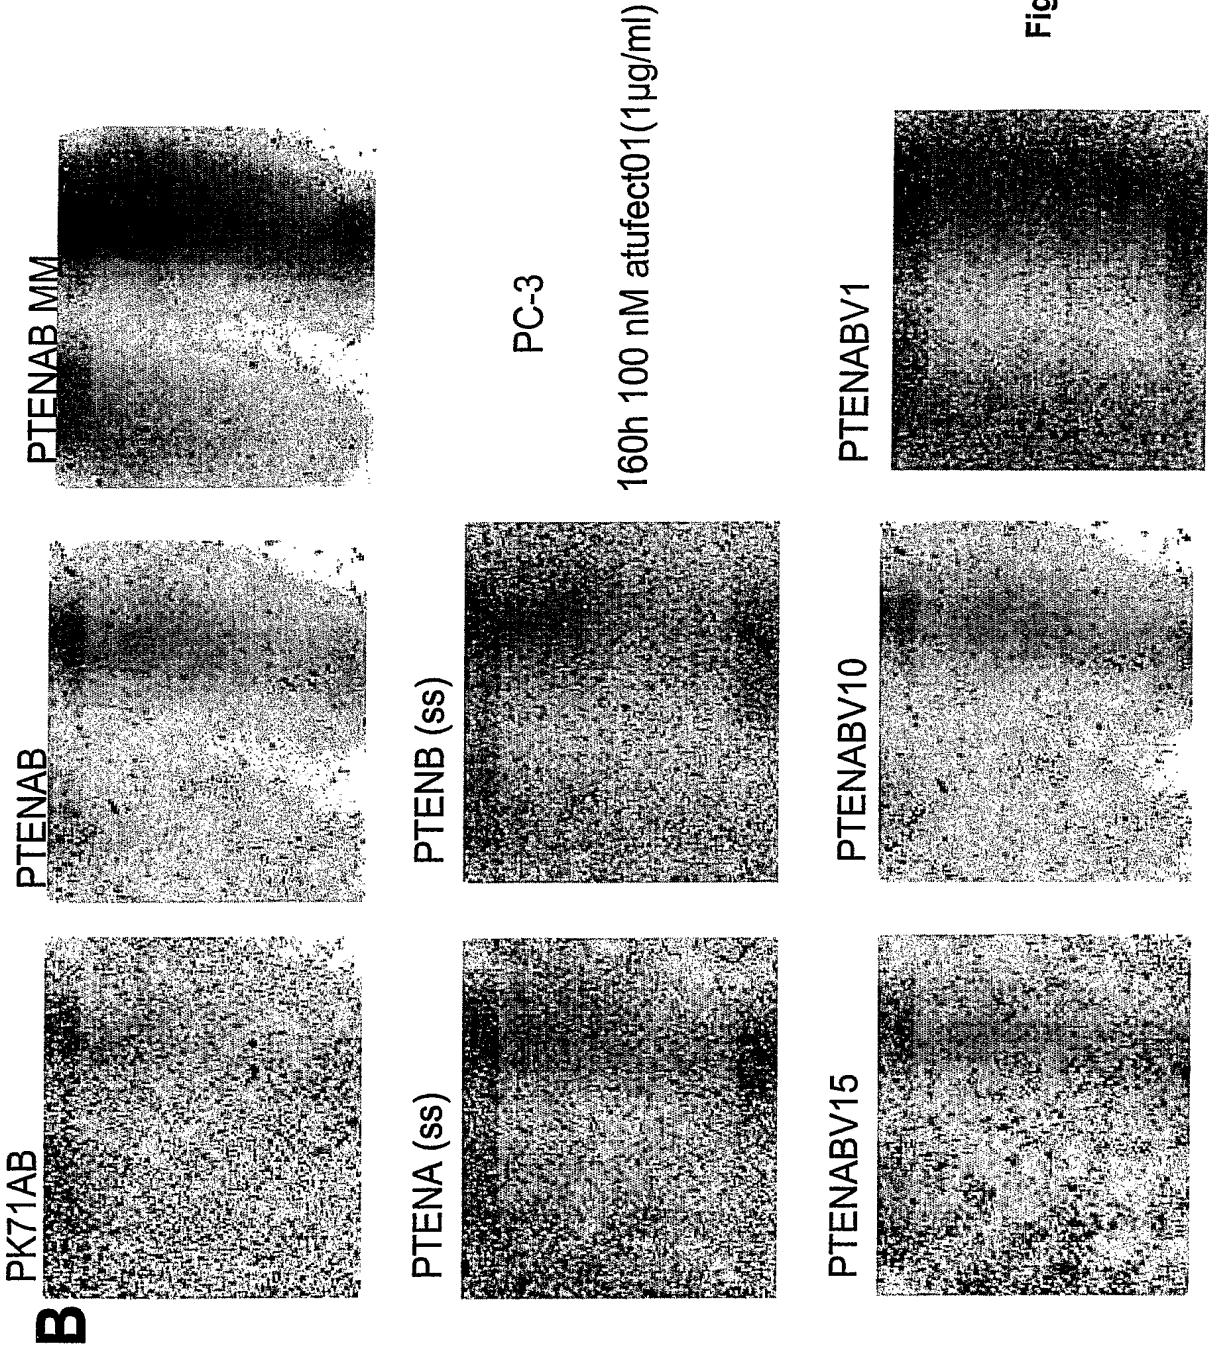 B
PK71AB
PTENAB
PTENAB MM
PTENA (ss)
PTENB (ss)
PC-3
160h 100 nM atufect01(1µg/ml)
PTENABV15
PTENABV10
PTENABV1
Fig